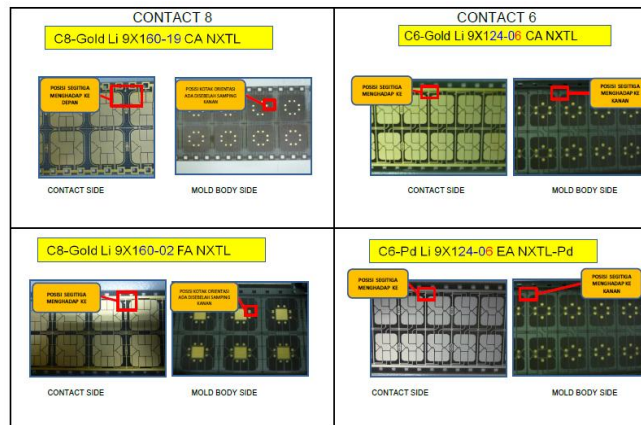 CONTACT 8
C8-Gold Li 9X160-19 CA NXTL
POSISI SEGITIGA
MENGHADAP KE
DEPAN
POSISI KOTAK ORIENTASI
ADA DISEBELAH SAMPING
KANAN
CONTACT SIDE
MOLD BODY SIDE
CONTACT 6
C6-Gold Li 9X124-06 CA NXTL
POSISI SEGITIGA
MENGHADAP KE
POSISI SEGITIGA
MENGHADAP KE
KANAN
CONTACT SIDE
MOLD BODY SIDE
C8-Gold Li 9X160-02 FA NXTL
POSISI SEGITIGA
MENGHADAP KE
POSISI KOTAK ORIENTASI
ADA DISEBELAH SAMPING
KANAN
CONTACT SIDE
MOLD BODY SIDE
C6-Pd Li 9X124-06 EA NXTL-Pd
POSISI SEGITIGA
MENGHADAP KE
POSISI SEGITIGA
MENGHADAP KE
KANAN
CONTACT SIDE
MOLD BODY SIDE